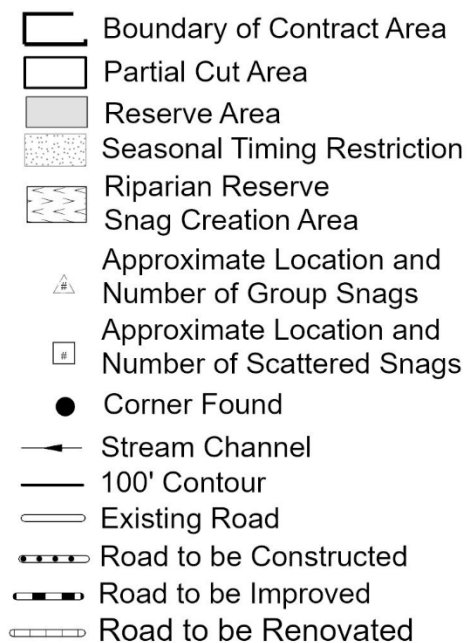 Boundary of Contract Area
Partial Cut Area
Reserve Area
Seasonal Timing Restriction
Riparian Reserve
Snag Creation Area
Approximate Location and
# Number of Group Snags
Approximate Location and
# Number of Scattered Snags
Corner Found
Stream Channel
100' Contour
Existing Road
Road to be Constructed
Road to be Improved
Road to be Renovated